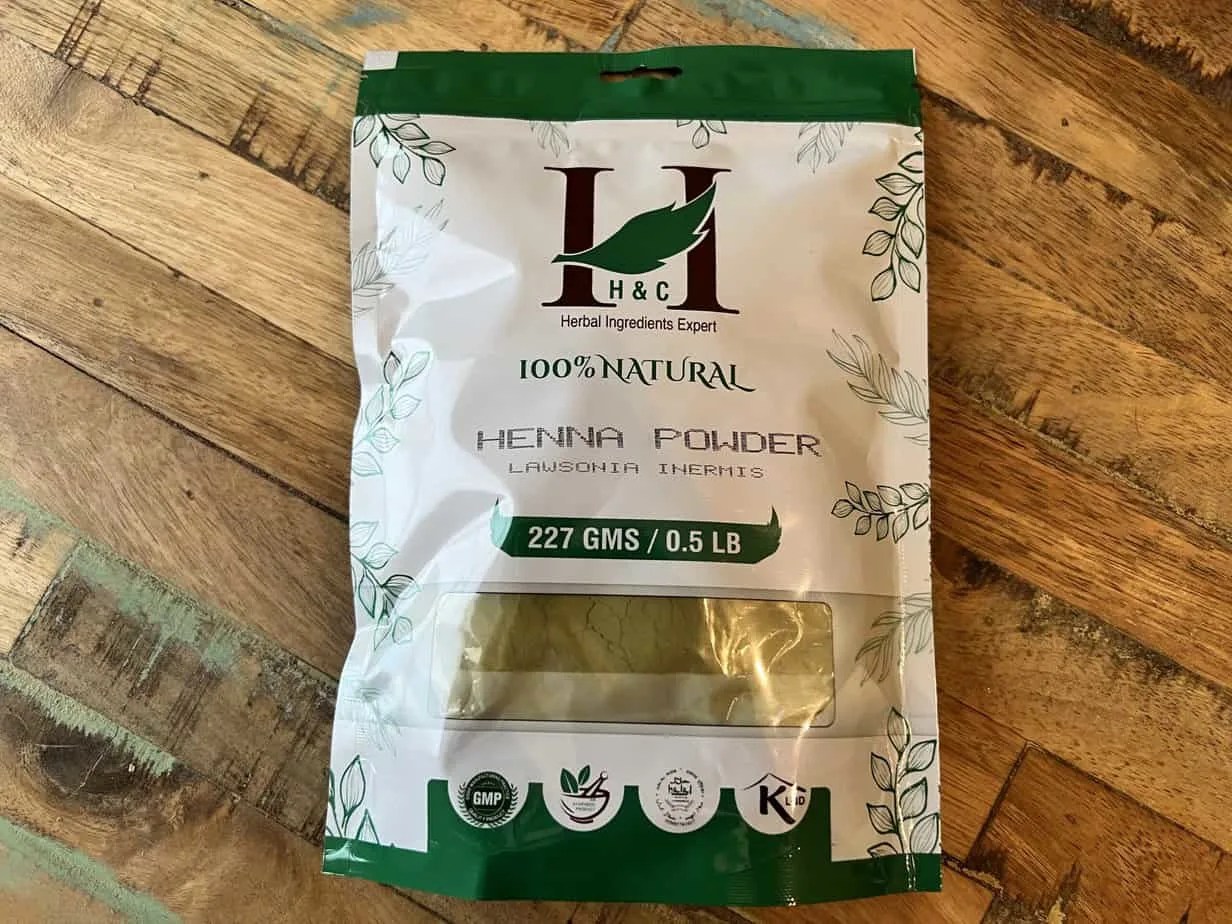 H & C
Herbal Ingredients Expert
100% NATURAL
HENNA POWDER
LAWSONIA INERMIS
227 GMS / 0.5 LB
GMP
K